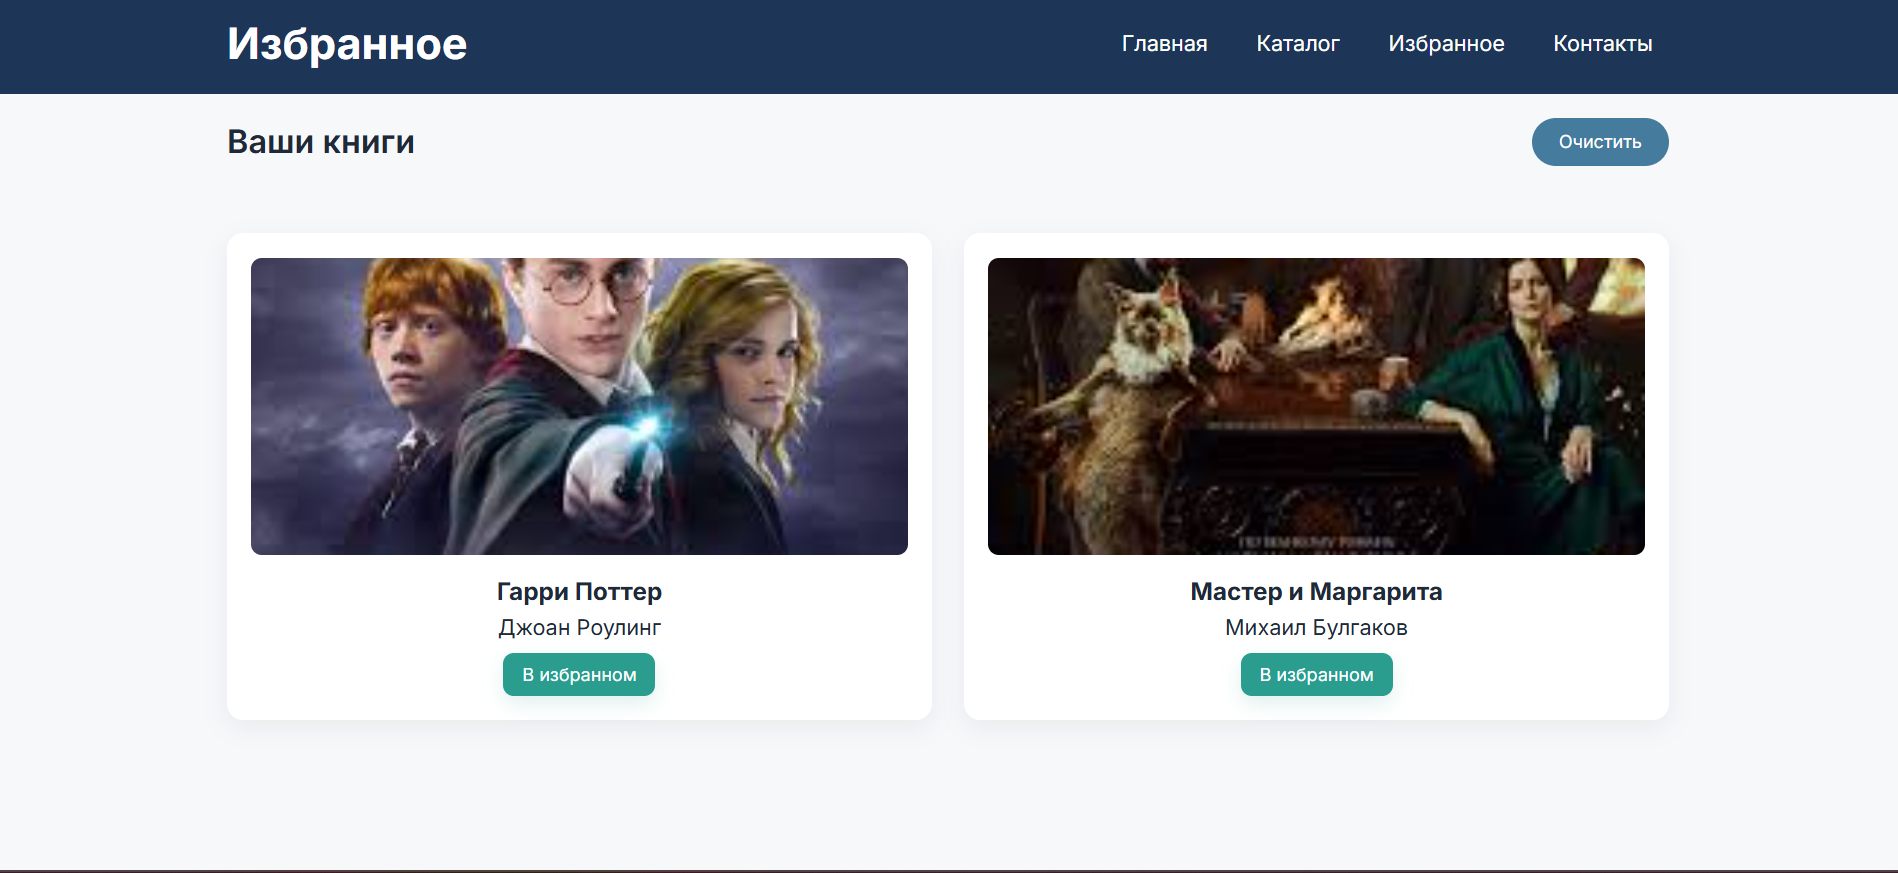 Избранное
Главная Каталог Избранное Контакты
Ваши книги
Очистить
Гарри Поттер
Джоан Роулинг
В избранном
Мастер и Маргарита
Михаил Булгаков
В избранном